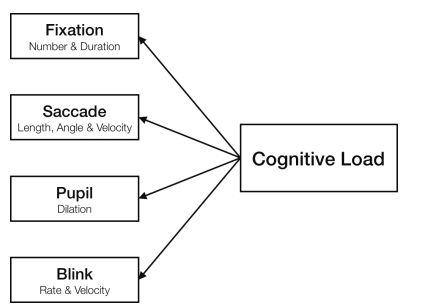 Fixation
Number & Duration
Saccade
Length, Angle & Velocity
Pupil
Dilation
Blink
Rate & Velocity
Cognitive Load